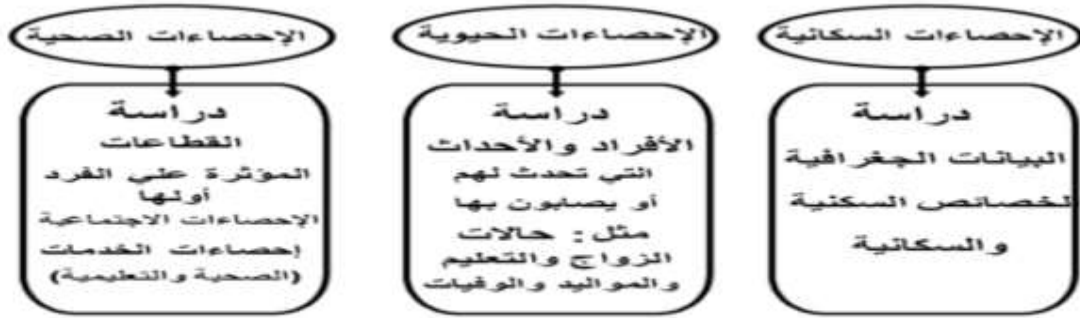 الإحصاءات السكانية
دراسة
البيانات الجغرافية
لخصائص السكنية
والسكانية
الإحصاءات الحيوية
دراسة
الأفراد والأحداث
التي تحدث لهم
أو يصابون بها
مثل: حالات
الزواج والتعليم
والمواليد والوفيات
الإحصاءات الصحية
دراسة
القطاعات
المؤثرة على الفرد
أولها
الإحصاءات الاجتماعية
إحصاءات الخدمات
(الصحية والتعليمية)